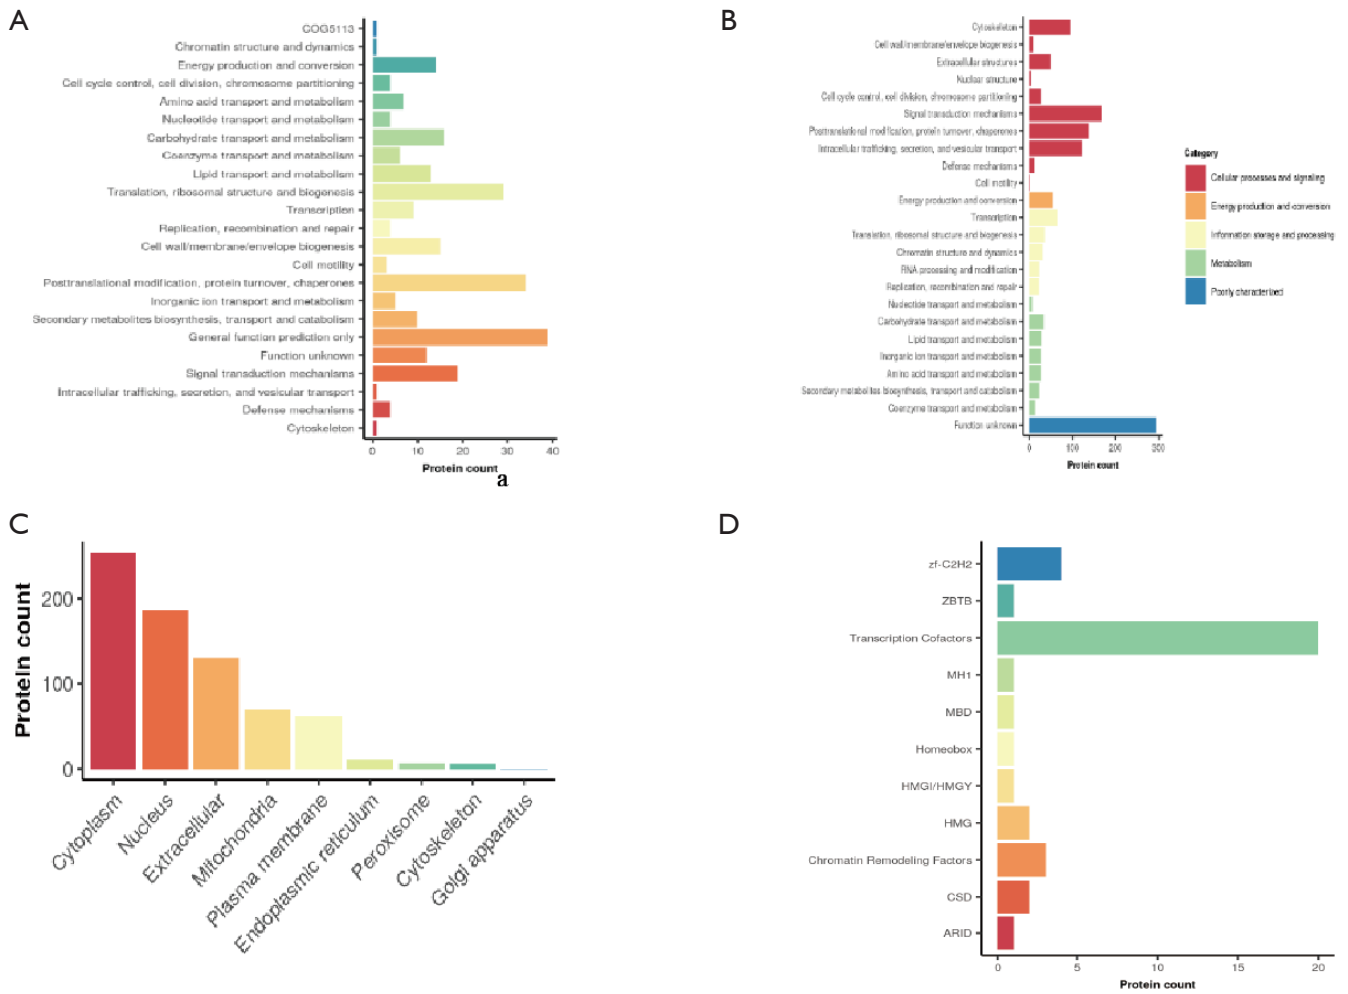 A
COG5113
Chromatin structure and dynamics
Energy production and conversion
Cell cycle control, cell division, chromosome partitioning
Amino acid transport and metabolism
Nucleotide transport and metabolism
Carbohydrate transport and metabolism
Coenzyme transport and metabolism
Lipid transport and metabolism
Translation, ribosomal structure and biogenesis
Transcription
Replication, recombination and repair
Cell wall/membrane/envelope biogenesis
Cell motility
Posttranslational modification, protein turnover, chaperones
Inorganic ion transport and metabolism
Secondary metabolites biosynthesis, transport and catabolism
General function prediction only
Function unknown
Signal transduction mechanisms
Intracellular trafficking, secretion, and vesicular transport
Defense mechanisms
Cytoskeleton
0 10 20 30 40
Protein count
a
B
Cytoskeleton
Cell wall/membrane/envelope biogenesis
Extracellular structures
Nuclear structure
Cell cycle control, cell division, chromosome partitioning
Signal transduction mechanisms
Posttranslational modification, protein turnover, chaperones
Intracellular trafficking, secretion, and vesicular transport
Defense mechanisms
Cell motility
Energy production and conversion
Transcription
Translation, ribosomal structure and biogenesis
Chromatin structure and dynamics
RNA processing and modification
Replication, recombination and repair
Nucleotide transport and metabolism
Carbohydrate transport and metabolism
Lipid transport and metabolism
Inorganic ion transport and metabolism
Amino acid transport and metabolism
Secondary metabolites biosynthesis, transport and catabolism
Coenzyme transport and metabolism
Function unknown
0 100 200 300
Protein count
Category
Cellular processes and signaling
Energy production and conversion
Information storage and processing
Metabolism
Poorly characterized
C
Protein count
200
100
0
Cytoplasm
Nucleus
Extracellular
Mitochondria
Plasma membrane
Endoplasmic reticulum
Peroxisome
Cytoskeleton
Golgi apparatus
D
zf-C2H2
ZBTB
Transcription Cofactors
MH1
MBD
Homeobox
HMGI/HMGY
HMG
Chromatin Remodeling Factors
CSD
ARID
0 5 10 15 20
Protein count